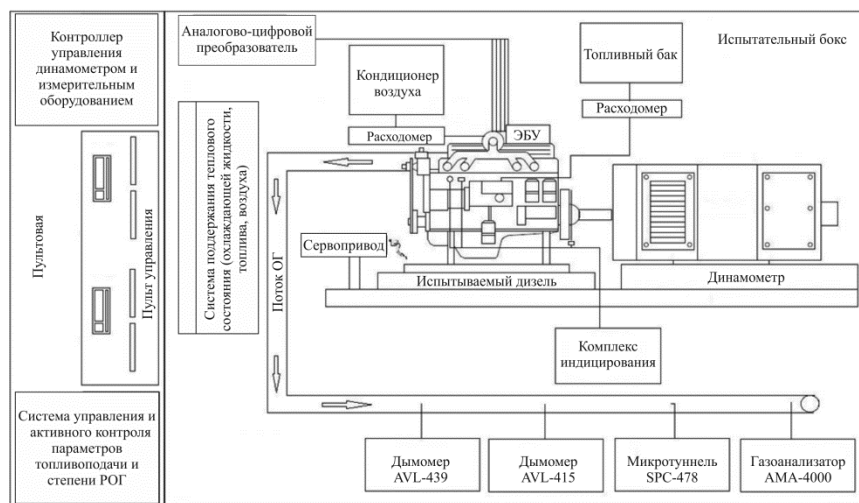 Контроллер
управления
динамометром и
измерительным
оборудованием
Пультовая
Пульт управления
Система управления и
активного контроля
параметров
топливоподачи и
степени РОГ
Аналогово-цифровой
преобразователь
Кондиционер
воздуха
Расходомер
ЭБУ
Топливный бак
Расходомер
Испытательный бокс
Система поддержания теплового
состояния (охлаждающей жидкости,
топлива, воздуха)
Поток ОГ
Сервопривод
Испытываемый дизель
Динамометр
Комплекс
индицирования
Дымомер
AVL-439
Дымомер
AVL-415
Микротуннель
SPC-478
Газоанализатор
AMA-4000